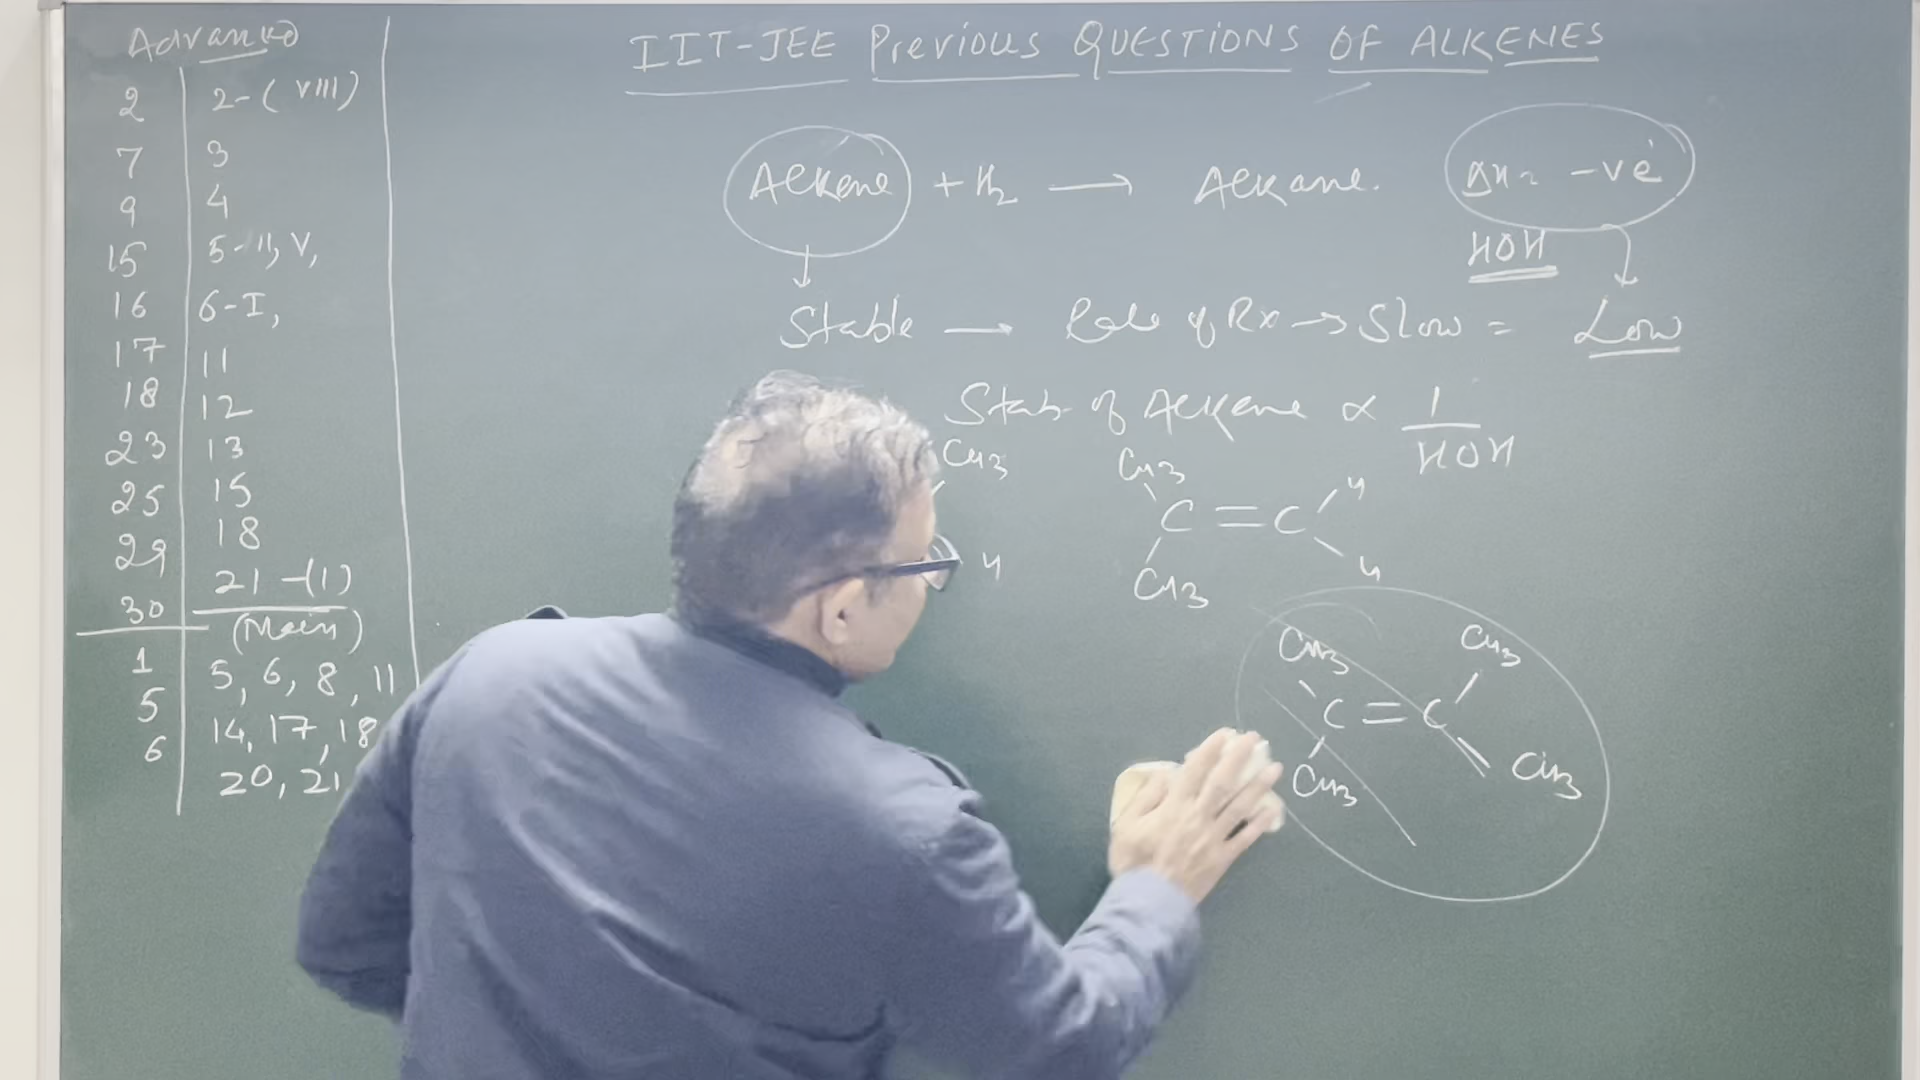 Advanced
2 2-(VIII)
7 3
9 4
15 5-II, V,
16 6-I,
17 11
18 12
23 13
25 15
29 18
30 21-(1)
(Main)
1 5, 6, 8, 11
5 14, 17, 18
6 20, 21
IIT-JEE Previous QUESTIONS OF ALKENES
Alkene + H2 → Alkane. ΔH = -ve
HOH
Stable → Rate of Rx → Slow = Low
Stab of Alkene ∝ 1/HOH
CH3 CH3 H
C=C
H CH3 H
CH3 CH3
C=C
CH3 CH3